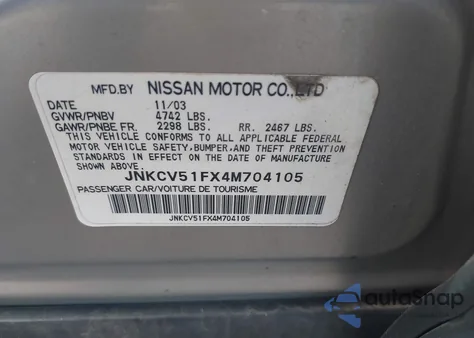 MFD.BY NISSAN MOTOR CO.,LTD
DATE 11/03
GVWR/PNBV 4742 LBS.
GAWR/PNBE FR. 2298 LBS. RR. 2467 LBS.
THIS VEHICLE CONFORMS TO ALL APPLICABLE FEDERAL
MOTOR VEHICLE SAFETY, BUMPER, AND THEFT PREVENTION
STANDARDS IN EFFECT ON THE DATE OF MANUFACTURE
SHOWN ABOVE.
JNKCV51FX4M704105
PASSENGER CAR/VOITURE DE TOURISME
JNKCV51FX4M704105
autoSnap